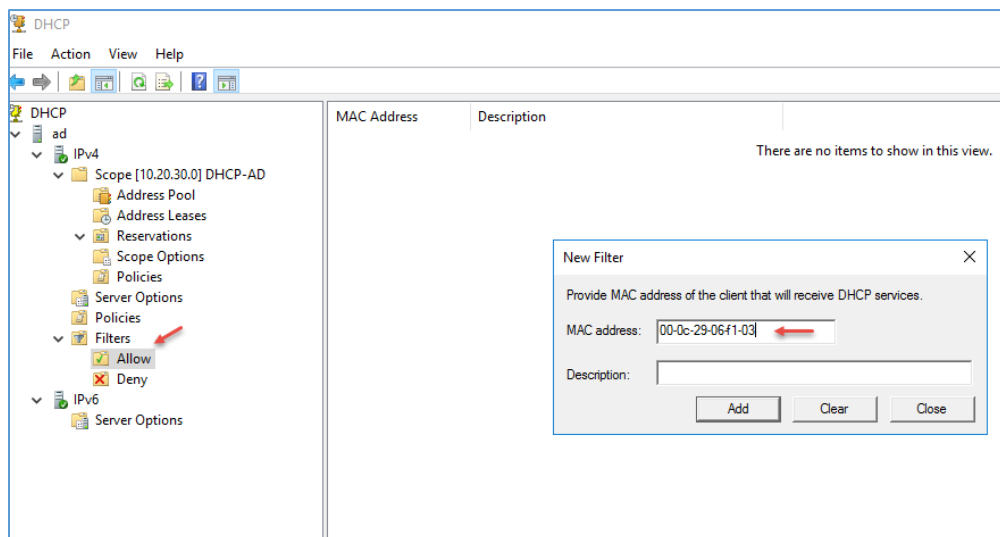 DHCP
File Action View Help
DHCP
ad
IPv4
Scope [10.20.30.0] DHCP-AD
Address Pool
Address Leases
Reservations
Scope Options
Policies
Server Options
Policies
Filters
Allow
Deny
IPv6
Server Options
MAC Address Description
There are no items to show in this view.
New Filter
Provide MAC address of the client that will receive DHCP services.
MAC address: 00-0c-29-06-f1-03
Description:
Add Clear Close